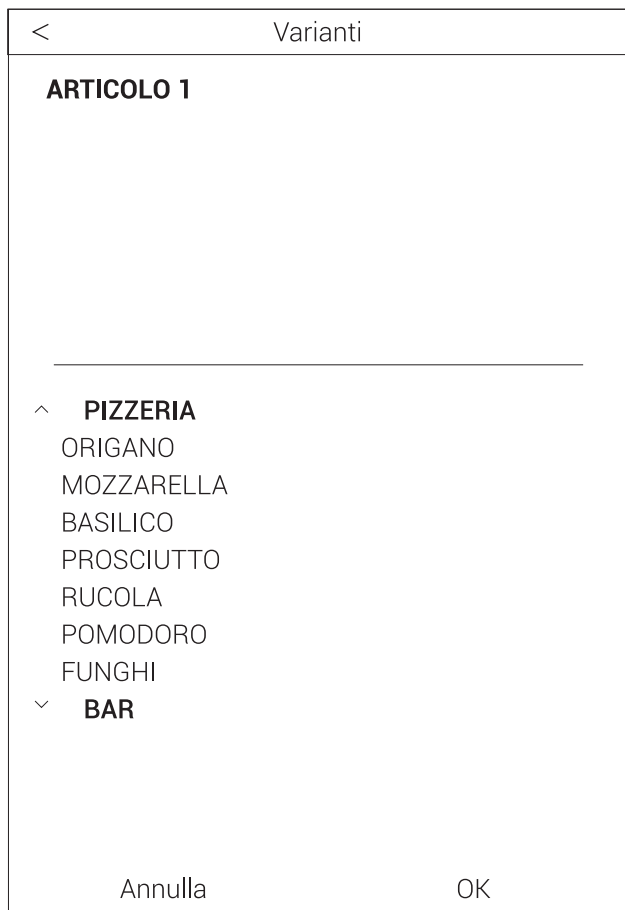 < Varianti
ARTICOLO 1
PIZZERIA
ORIGANO
MOZZARELLA
BASILICO
PROSCIUTTO
RUCOLA
POMODORO
FUNGHI
BAR
Annulla OK